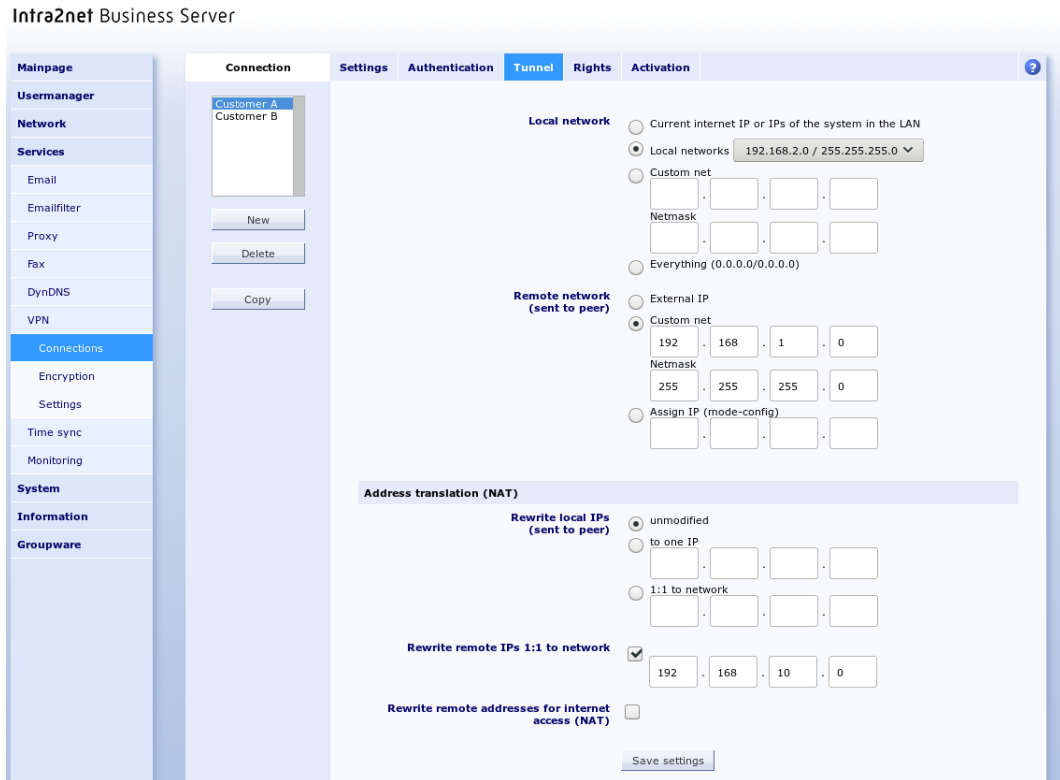 Intra2net Business Server
Mainpage
Usermanager
Network
Services
Email
Emailfilter
Proxy
Fax
DynDNS
VPN
Connections
Encryption
Settings
Time sync
Monitoring
System
Information
Groupware
Connection
Customer A
Customer B
New
Delete
Copy
Settings Authentication Tunnel Rights Activation ?
Local network
Current internet IP or IPs of the system in the LAN
Local networks 192.168.2.0 / 255.255.255.0
Custom net
. . .
Netmask
. . .
Everything (0.0.0.0/0.0.0.0)
Remote network
(sent to peer)
External IP
Custom net
192 . 168 . 1 . 0
Netmask
255 . 255 . 255 . 0
Assign IP (mode-config)
. . .
Address translation (NAT)
Rewrite local IPs
(sent to peer)
unmodified
to one IP
. . .
1:1 to network
. . .
Rewrite remote IPs 1:1 to network
192 . 168 . 10 . 0
Rewrite remote addresses for internet
access (NAT)
Save settings